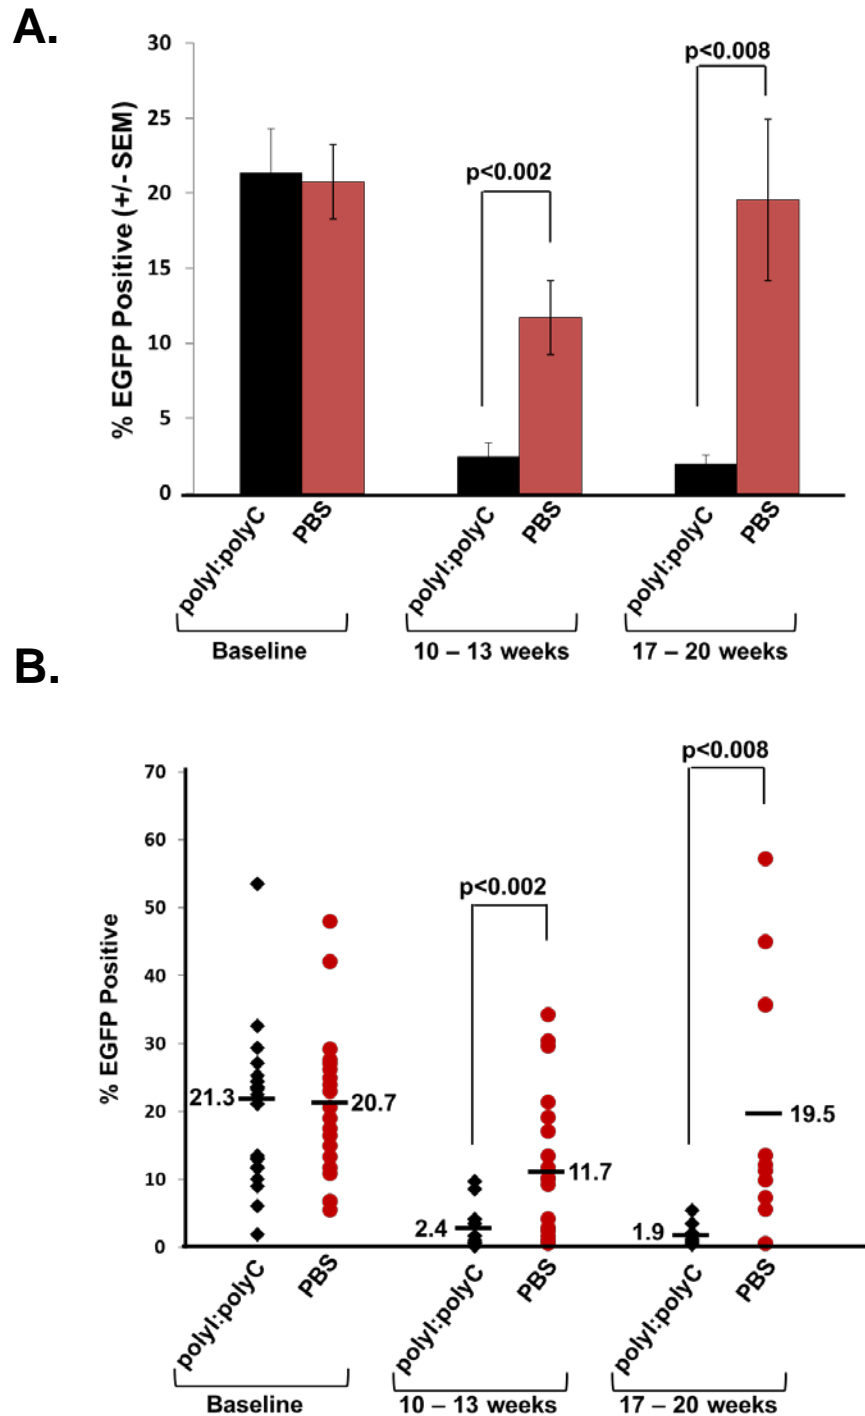 A.
% EGFP Positive (+/- SEM)
30
25
20
15
10
5
0
p<0.002
p<0.008
polyI:polyC
PBS
polyI:polyC
PBS
polyI:polyC
PBS
Baseline
10 – 13 weeks
17 – 20 weeks
B.
% EGFP Positive
70
60
50
40
30
20
10
0
p<0.002
p<0.008
21.3
20.7
2.4
11.7
1.9
19.5
polyI:polyC
PBS
polyI:polyC
PBS
polyI:polyC
PBS
Baseline
10 – 13 weeks
17 – 20 weeks